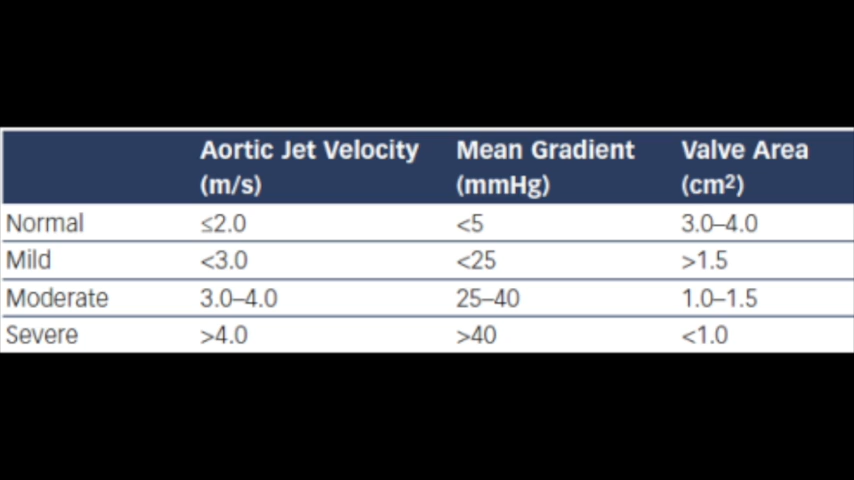 Aortic Jet Velocity (m/s) Mean Gradient (mmHg) Valve Area (cm²)
Normal ≤2.0 <5 3.0–4.0
Mild <3.0 <25 >1.5
Moderate 3.0–4.0 25–40 1.0–1.5
Severe >4.0 >40 <1.0